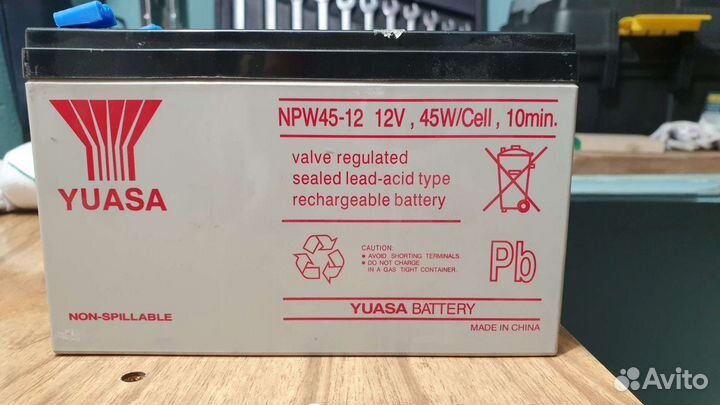 NPW45-12 12V , 45W/Cell , 10min.
valve regulated
sealed lead-acid type
rechargeable battery
YUASA
CAUTION:
■ AVOID SHORTING TERMINALS.
■ DO NOT CHARGE
IN A GAS TIGHT CONTAINER.
Pb
YUASA BATTERY
NON-SPILLABLE
MADE IN CHINA
Avito